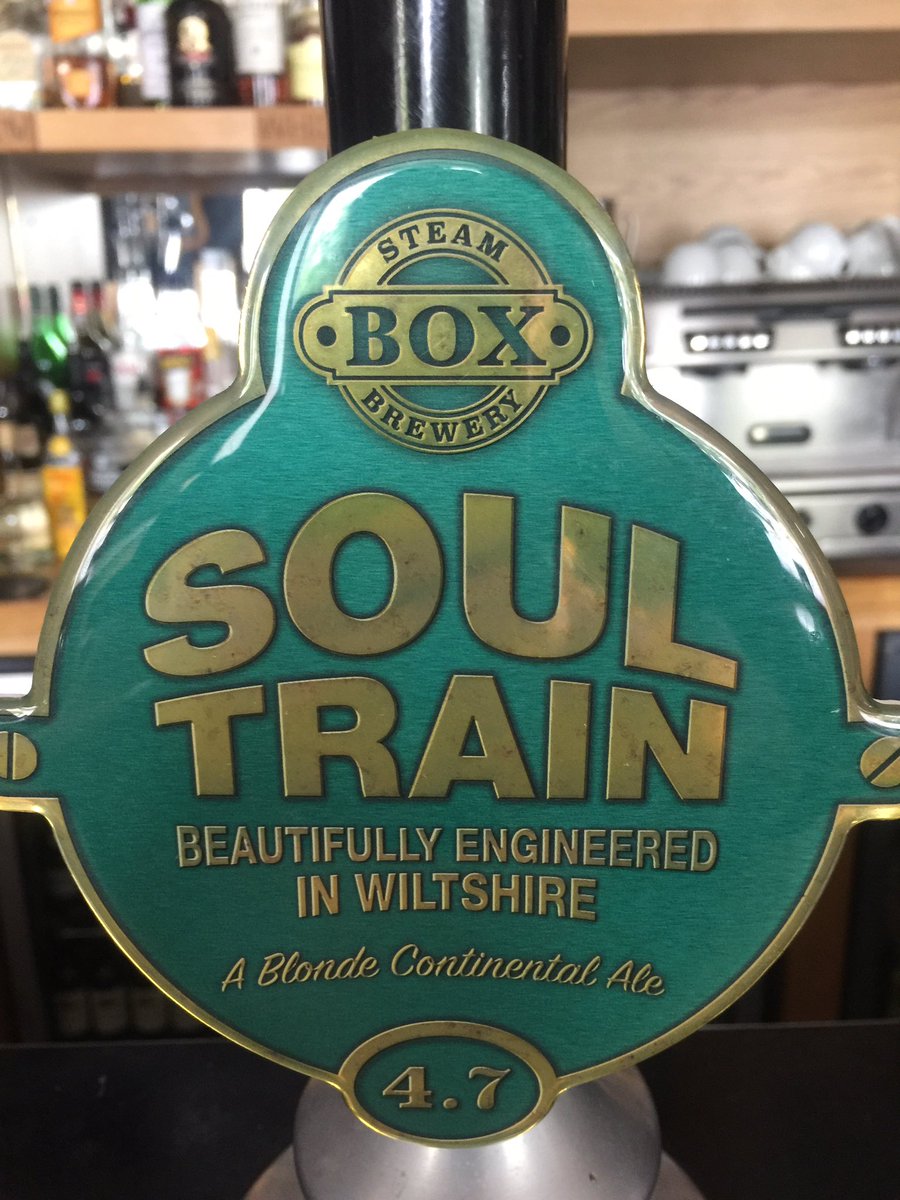 STEAM
BOX
BREWERY
SOUL
TRAIN
BEAUTIFULLY ENGINEERED
IN WILTSHIRE
A Blonde Continental Ale
4.7